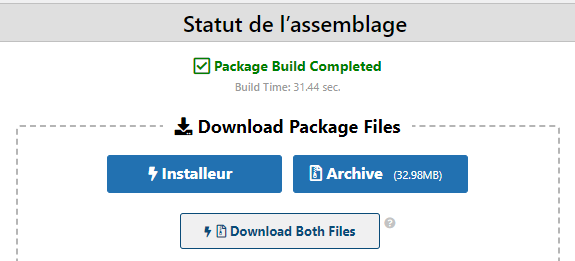 Statut de l’assemblage
Package Build Completed
Build Time: 31.44 sec.
Download Package Files
Installeur
Archive (32.98MB)
Download Both Files
?